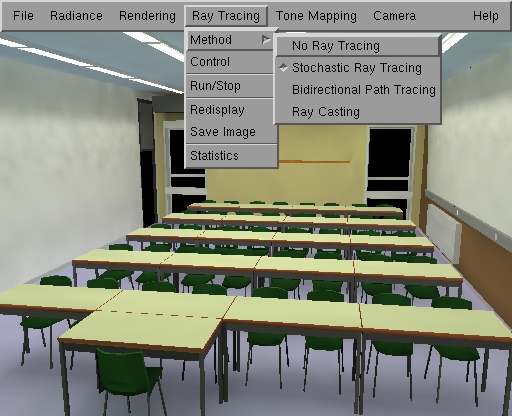 File Radiance Rendering Ray Tracing Tone Mapping Camera Help
Method
Control
Run/Stop
Redisplay
Save Image
Statistics
No Ray Tracing
Stochastic Ray Tracing
Bidirectional Path Tracing
Ray Casting